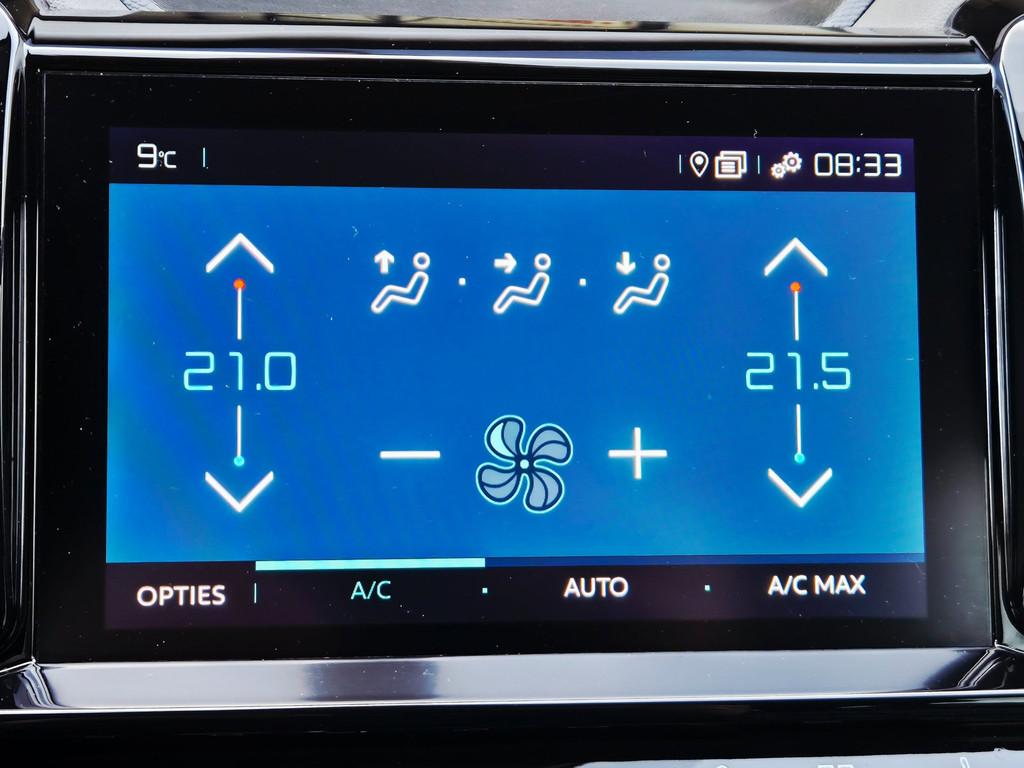 9°C 08:33
21.0 21.5
OPTIES A/C AUTO A/C MAX